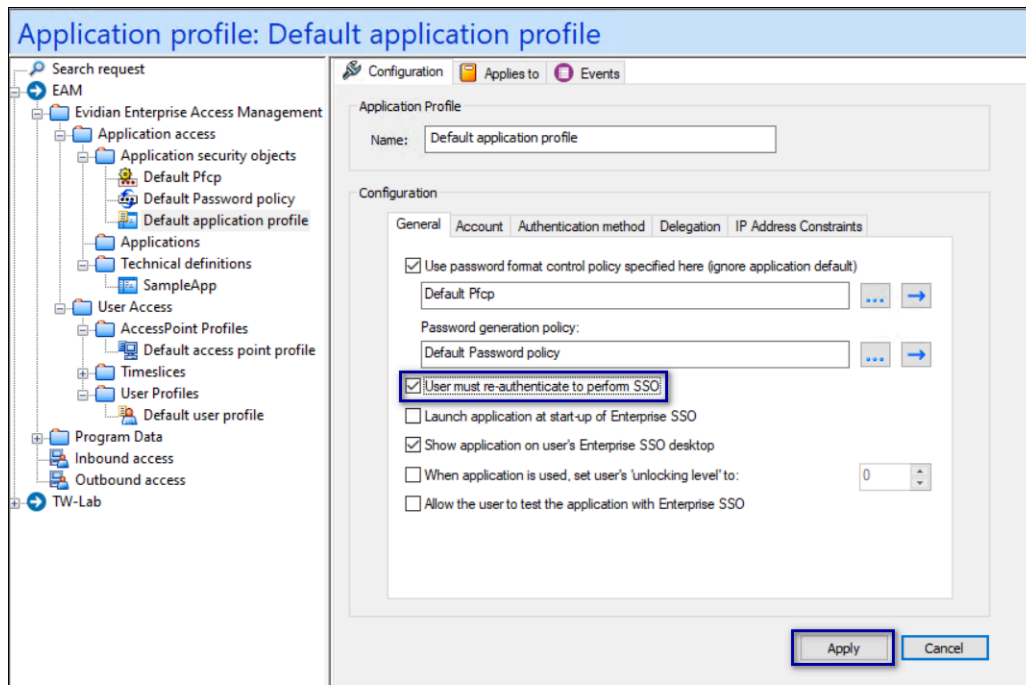 Application profile: Default application profile
Search request
EAM
Evidian Enterprise Access Management
Application access
Application security objects
Default Pfcp
Default Password policy
Default application profile
Applications
Technical definitions
SampleApp
User Access
AccessPoint Profiles
Default access point profile
Timeslices
User Profiles
Default user profile
Program Data
Inbound access
Outbound access
TW-Lab
Configuration Applies to Events
Application Profile
Name: Default application profile
Configuration
General Account Authentication method Delegation IP Address Constraints
Use password format control policy specified here (ignore application default)
Default Pfcp ...
Password generation policy:
Default Password policy ...
User must re-authenticate to perform SSO
Launch application at start-up of Enterprise SSO
Show application on user's Enterprise SSO desktop
When application is used, set user's 'unlocking level' to: 0
Allow the user to test the application with Enterprise SSO
Apply Cancel